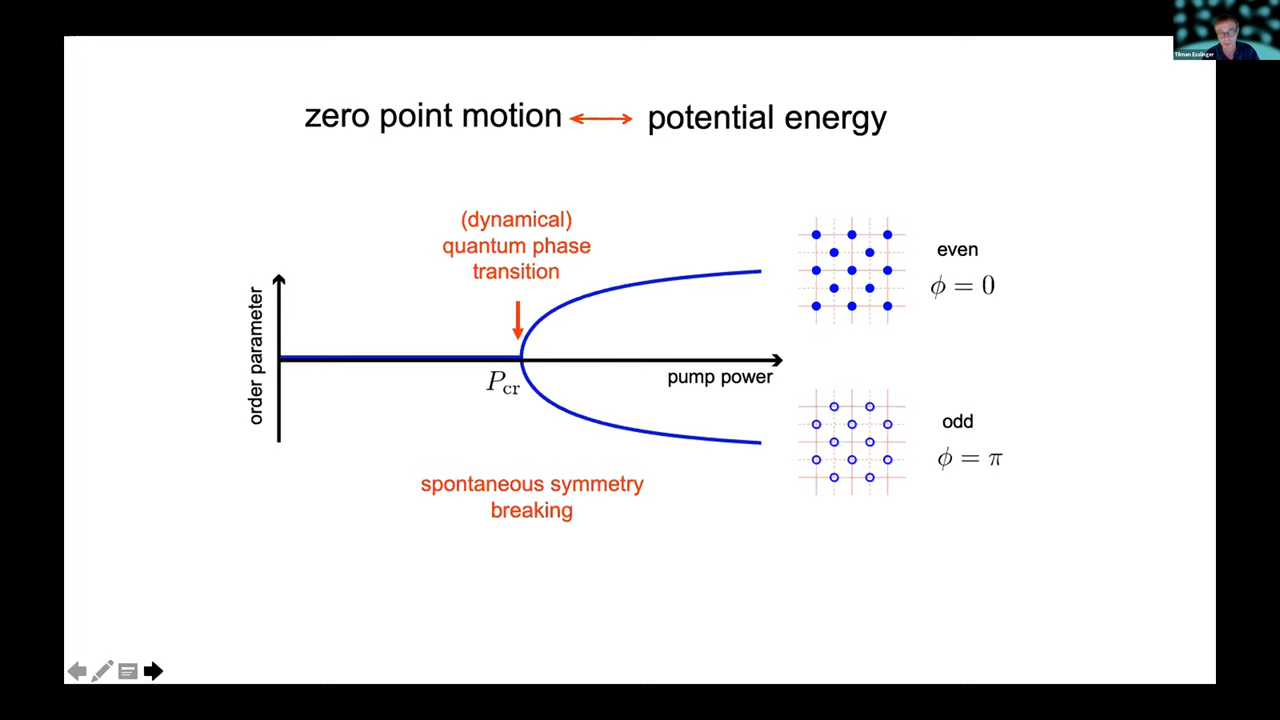 Tilman Esslinger
zero point motion ⟷ potential energy
(dynamical)
quantum phase
transition
even
ϕ = 0
order parameter
P_cr
pump power
odd
ϕ = π
spontaneous symmetry
breaking